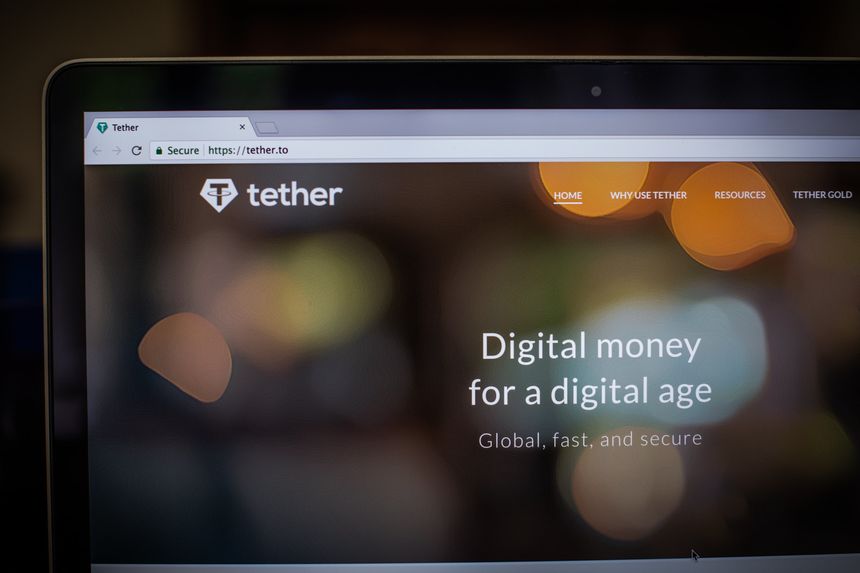 Tether
Secure https://tether.to
tether
HOME WHY USE TETHER RESOURCES TETHER GOLD
Digital money
for a digital age
Global, fast, and secure